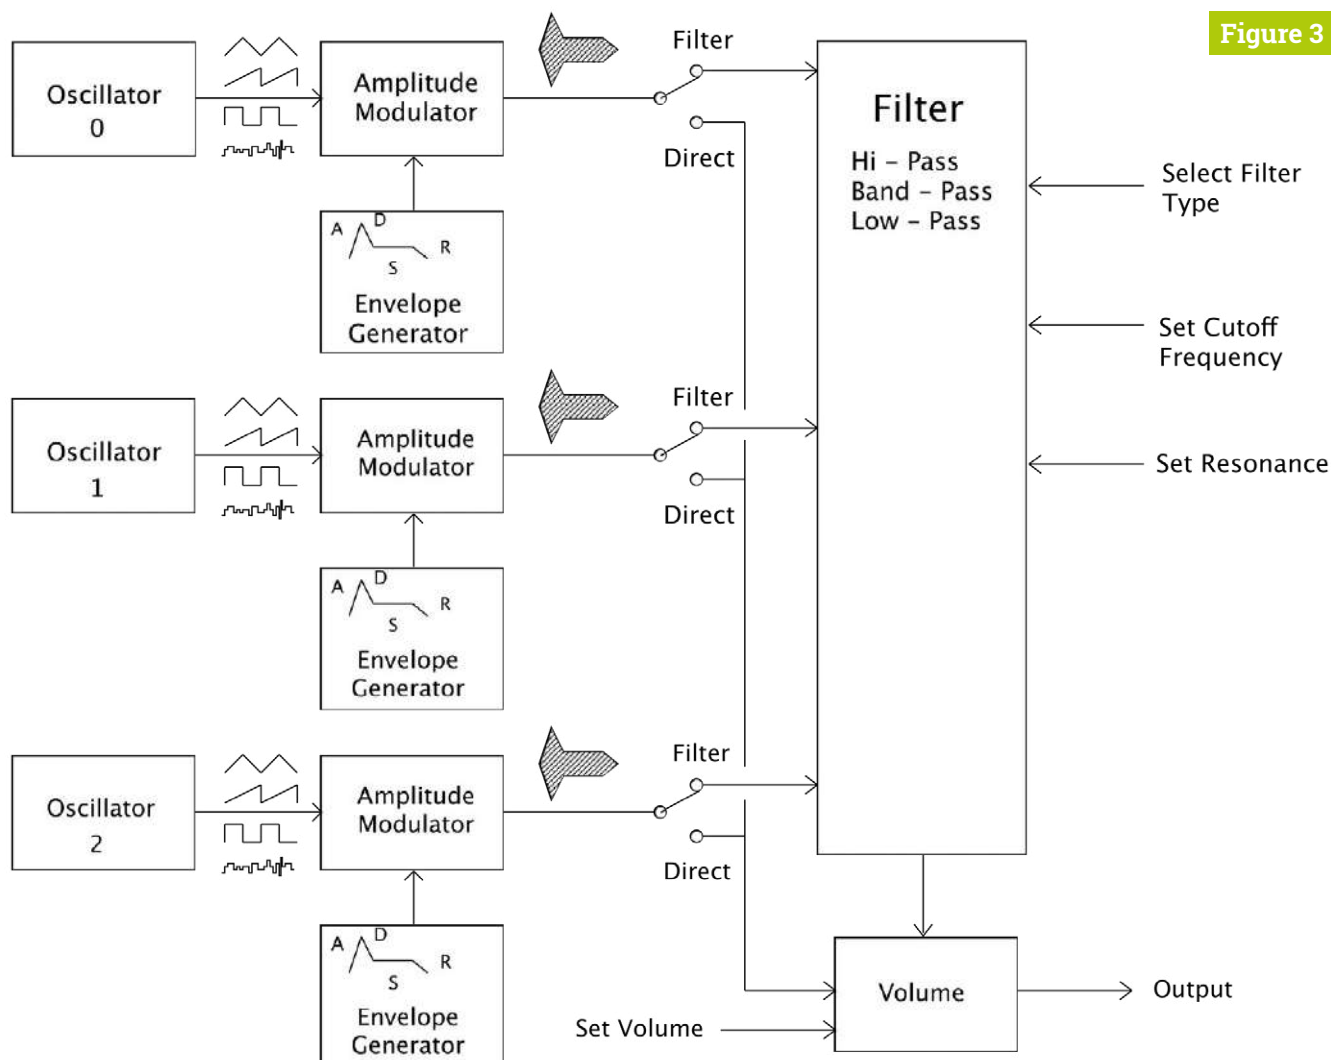 Figure 3
Oscillator
0
Amplitude
Modulator
Filter
Direct
A
D
S
R
Envelope
Generator
Filter
Hi – Pass
Band – Pass
Low – Pass
Select Filter
Type
Set Cutoff
Frequency
Set Resonance
Oscillator
1
Amplitude
Modulator
Filter
Direct
A
D
S
R
Envelope
Generator
Oscillator
2
Amplitude
Modulator
Filter
Direct
A
D
S
R
Envelope
Generator
Volume
Output
Set Volume